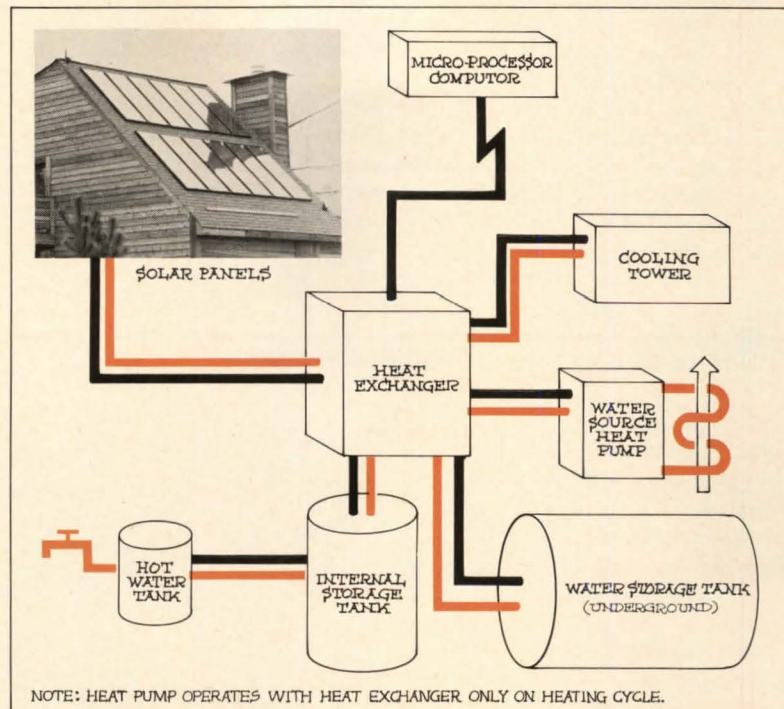 MICRO-PROCESSOR
COMPUTOR
SOLAR PANELS
COOLING
TOWER
HEAT
EXCHANGER
WATER
SOURCE
HEAT
PUMP
HOT
WATER
TANK
INTERNAL
STORAGE
TANK
WATER STORAGE TANK
(UNDERGROUND)
NOTE: HEAT PUMP OPERATES WITH HEAT EXCHANGER ONLY ON HEATING CYCLE.